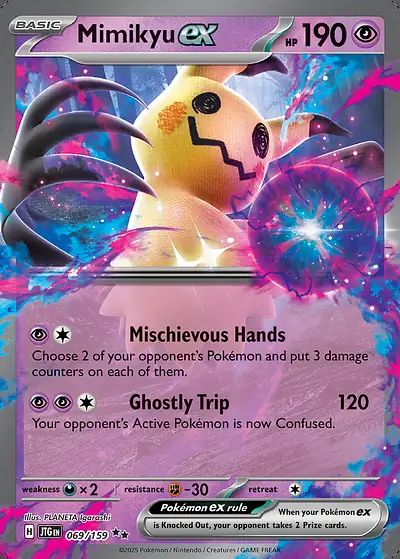 BASIC
Mimikyu ex HP 190
Mischievous Hands
Choose 2 of your opponent's Pokémon and put 3 damage
counters on each of them.
Ghostly Trip 120
Your opponent's Active Pokémon is now Confused.
weakness ×2 resistance -30 retreat
Illus. PLANETA Igarashi
Pokémon ex rule
When your Pokémon ex
is Knocked Out, your opponent takes 2 Prize cards.
H JTG EN 069/159
©2025 Pokémon / Nintendo / Creatures / GAME FREAK